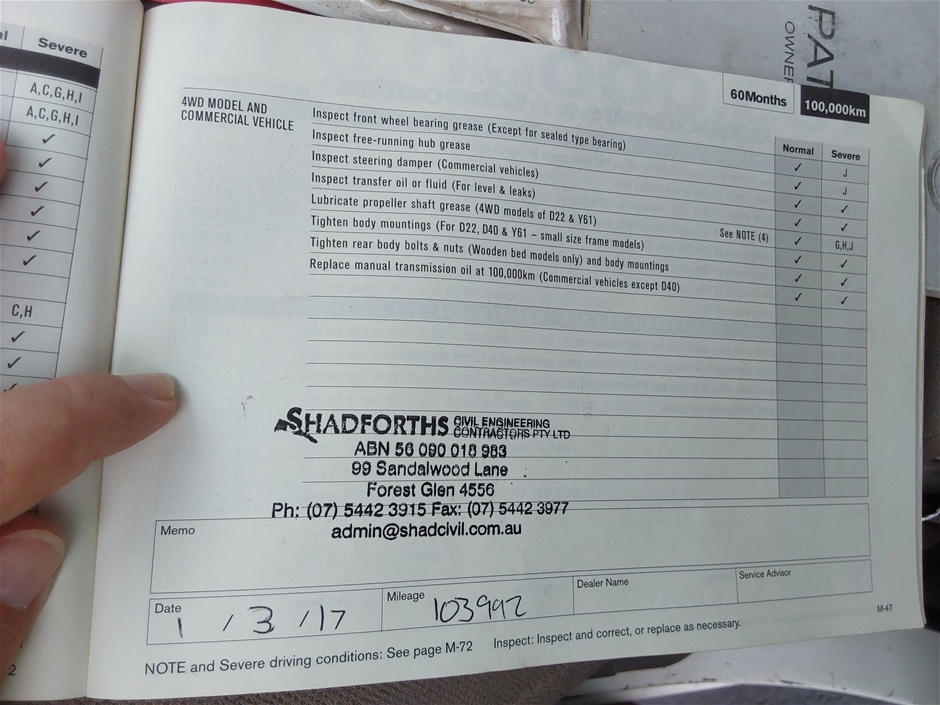 Severe
A,C,G,H,I
A,C,G,H,I
✓
✓
✓
✓
✓
✓
C,H
✓
✓
PAT
OWNER
60Months 100,000km
Normal Severe
4WD MODEL AND
COMMERCIAL VEHICLE
Inspect front wheel bearing grease (Except for sealed type bearing) ✓ J
Inspect free-running hub grease ✓ J
Inspect steering damper (Commercial vehicles) ✓ ✓
Inspect transfer oil or fluid (For level & leaks) ✓ ✓
Lubricate propeller shaft grease (4WD models of D22 & Y61) See NOTE (4) ✓ G,H,J
Tighten body mountings (For D22, D40 & Y61 – small size frame models) ✓ ✓
Tighten rear body bolts & nuts (Wooden bed models only) and body mountings ✓ ✓
Replace manual transmission oil at 100,000km (Commercial vehicles except D40) ✓ ✓
SHADFORTHS CIVIL ENGINEERING
CONTRACTORS PTY LTD
ABN 56 090 018 983
99 Sandalwood Lane
Forest Glen 4556
Ph: (07) 5442 3915 Fax: (07) 5442 3977
admin@shadcivil.com.au
Memo
Date 1 / 3 / 17
Mileage 103992
Dealer Name
Service Advisor
NOTE and Severe driving conditions: See page M-72 Inspect: Inspect and correct, or replace as necessary.
M-47